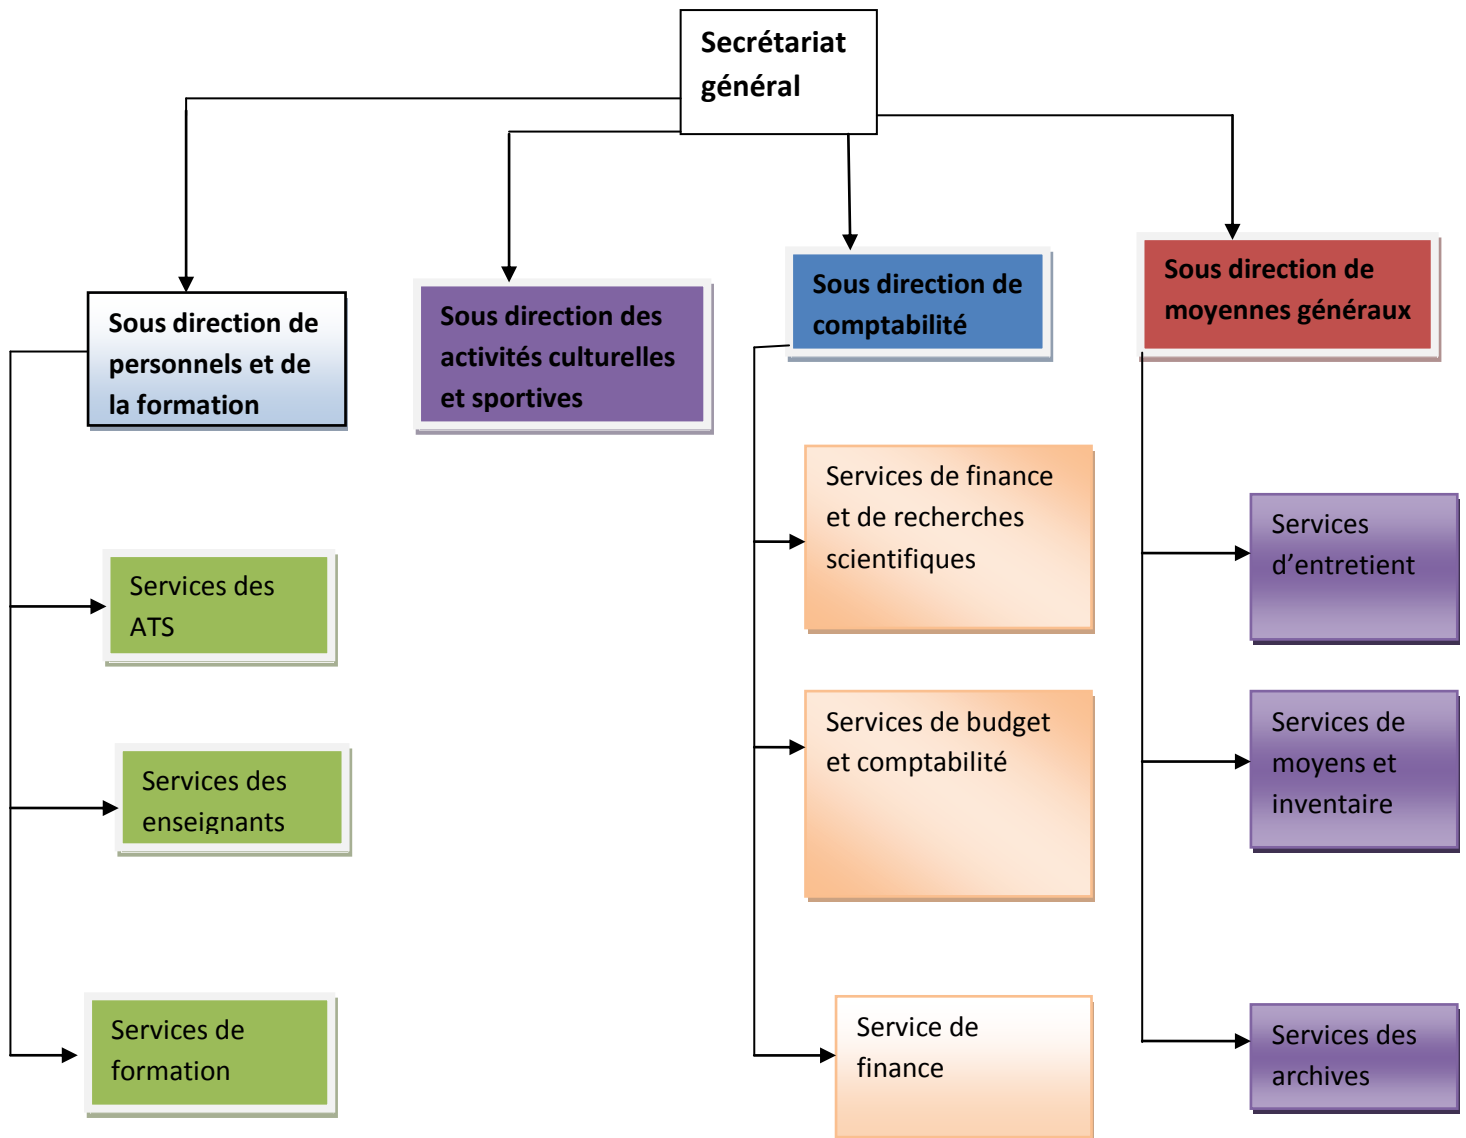 Secrétariat
général
Sous direction de
personnels et de
la formation
Sous direction des
activités culturelles
et sportives
Sous direction de
comptabilité
Sous direction de
moyennes généraux
Services des
ATS
Services des
enseignants
Services de
formation
Services de finance
et de recherches
scientifiques
Services de budget
et comptabilité
Service de
finance
Services
d’entretient
Services de
moyens et
inventaire
Services des
archives